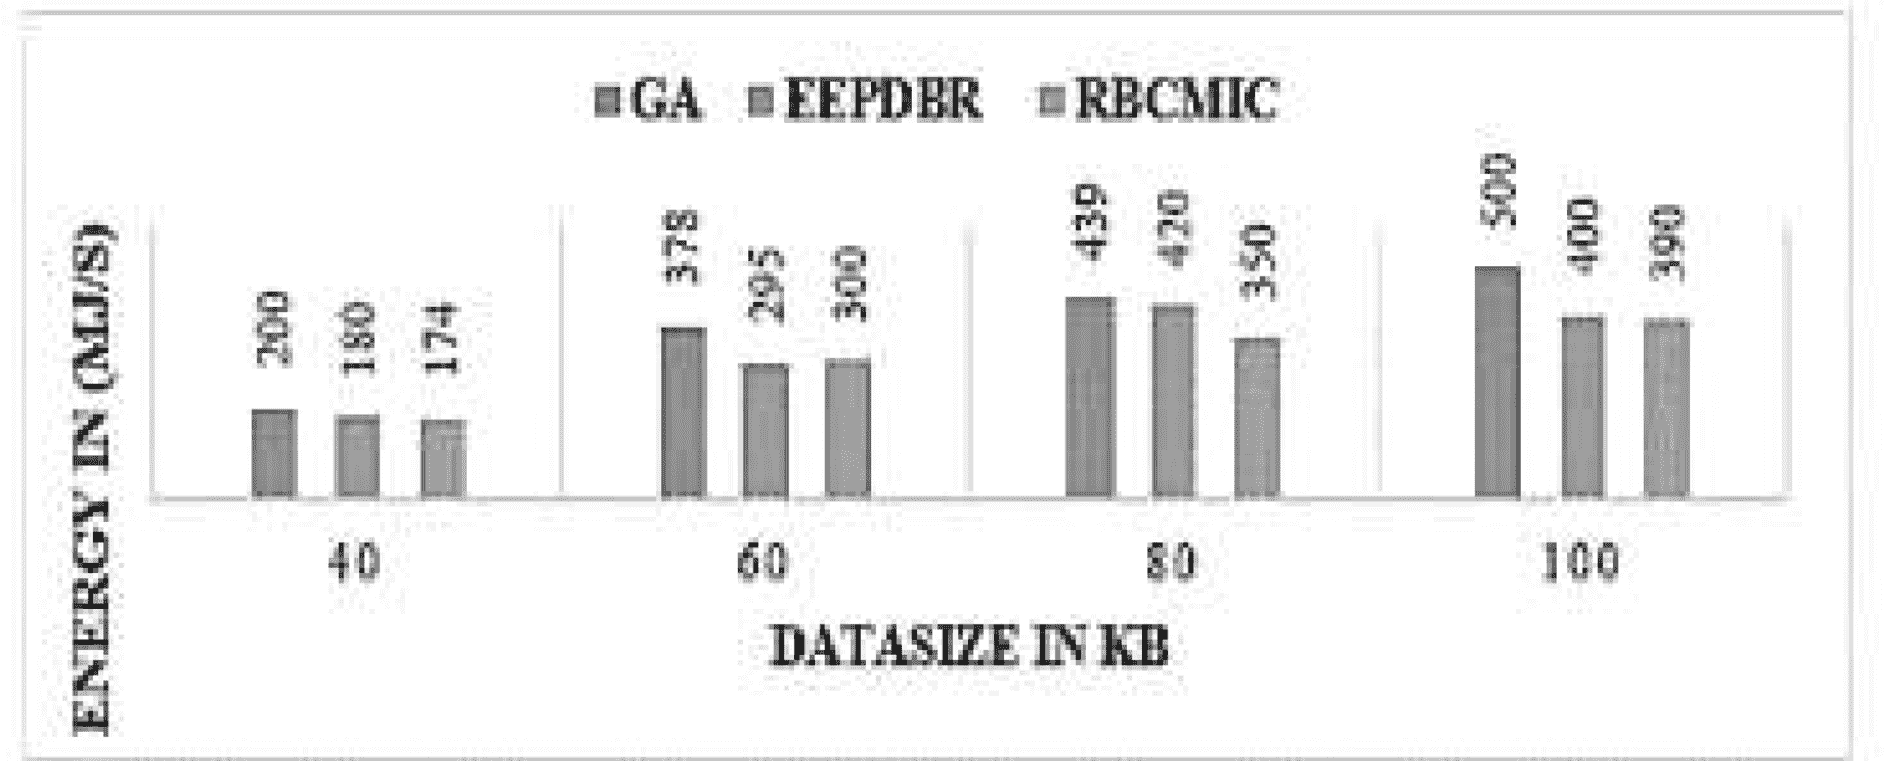 GA EEPDBR RBCMIC
ENERGY IN (MJ/S)
200 180 174 378 295 300 439 420 350 500 400 390
40 60 80 100
DATASIZE IN KB